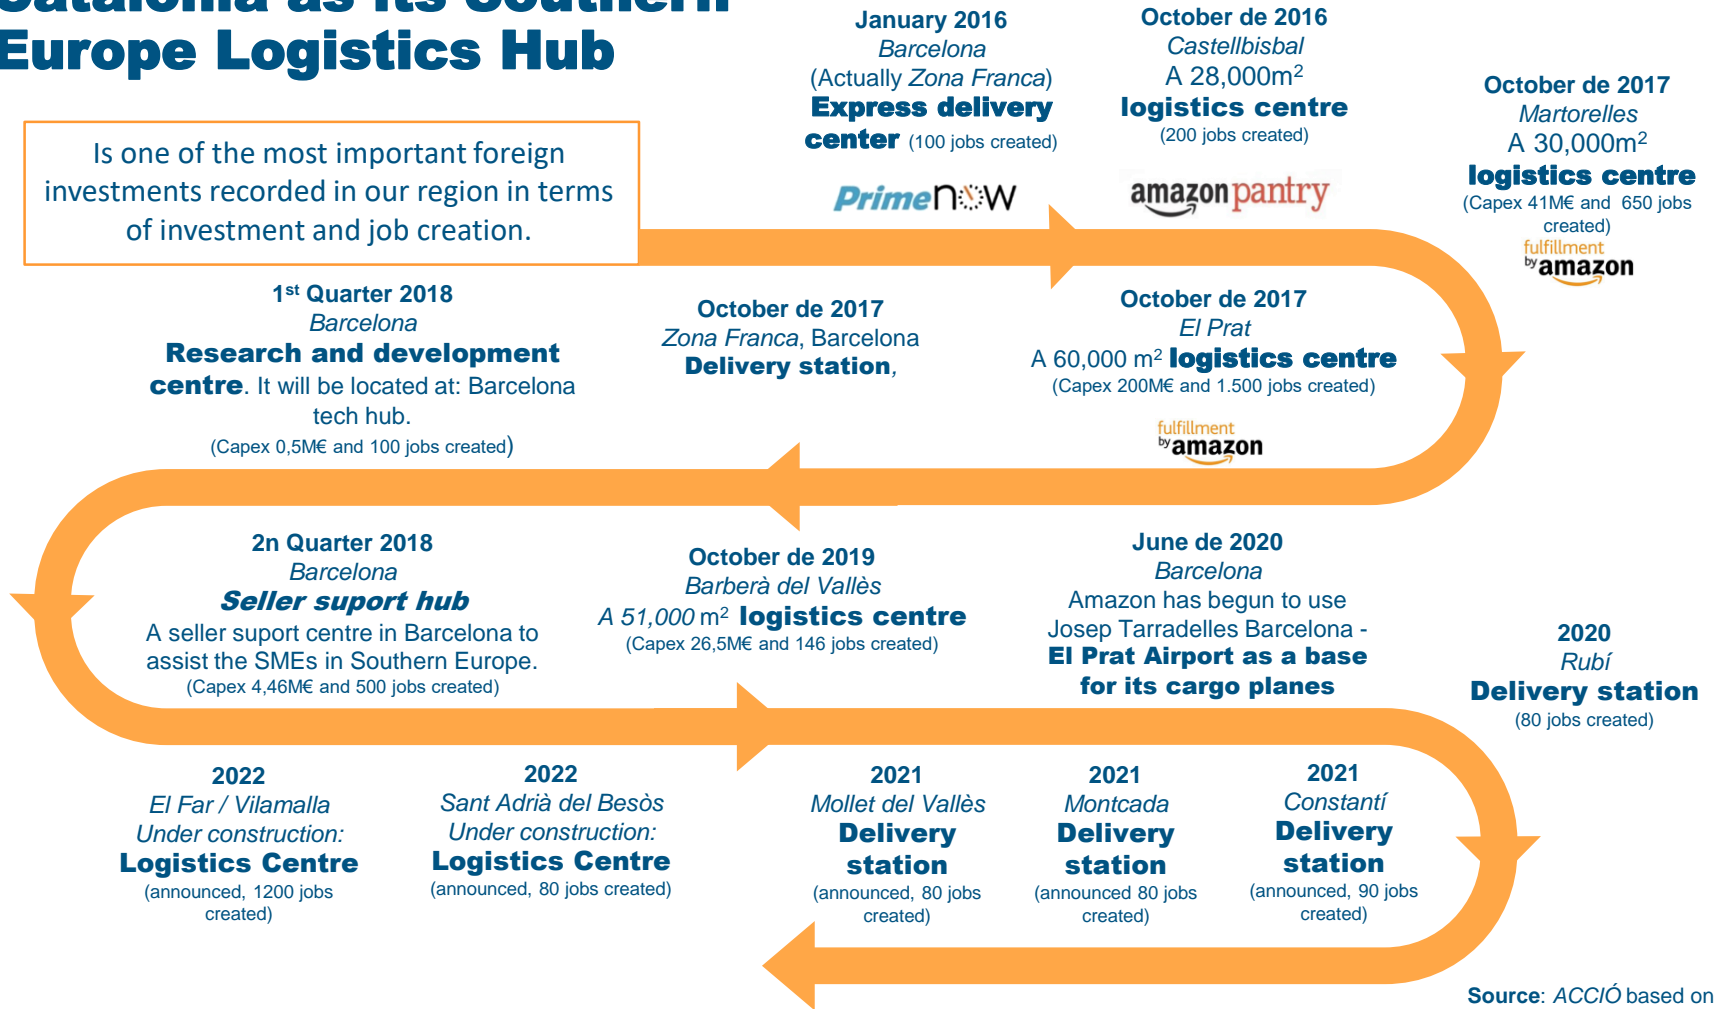 Catalonia as its Southern
Europe Logistics Hub
Is one of the most important foreign
investments recorded in our region in terms
of investment and job creation.
January 2016
Barcelona
(Actually Zona Franca)
Express delivery
center (100 jobs created)
Prime now
October de 2016
Castellbisbal
A 28,000m²
logistics centre
(200 jobs created)
amazon pantry
October de 2017
Martorelles
A 30,000m²
logistics centre
(Capex 41M€ and 650 jobs
created)
fulfillment
by amazon
1st Quarter 2018
Barcelona
Research and development
centre. It will be located at: Barcelona
tech hub.
(Capex 0,5M€ and 100 jobs created)
October de 2017
Zona Franca, Barcelona
Delivery station,
October de 2017
El Prat
A 60,000 m² logistics centre
(Capex 200M€ and 1.500 jobs created)
fulfillment
by amazon
2n Quarter 2018
Barcelona
Seller suport hub
A seller suport centre in Barcelona to
assist the SMEs in Southern Europe.
(Capex 4,46M€ and 500 jobs created)
October de 2019
Barberà del Vallès
A 51,000 m² logistics centre
(Capex 26,5M€ and 146 jobs created)
June de 2020
Barcelona
Amazon has begun to use
Josep Tarradelles Barcelona -
El Prat Airport as a base
for its cargo planes
2020
Rubí
Delivery station
(80 jobs created)
2022
El Far / Vilamalla
Under construction:
Logistics Centre
(announced, 1200 jobs
created)
2022
Sant Adrià del Besòs
Under construction:
Logistics Centre
(announced, 80 jobs created)
2021
Mollet del Vallès
Delivery
station
(announced, 80 jobs
created)
2021
Montcada
Delivery
station
(announced 80 jobs
created)
2021
Constantí
Delivery
station
(announced, 90 jobs
created)
Source: ACCIÓ based on